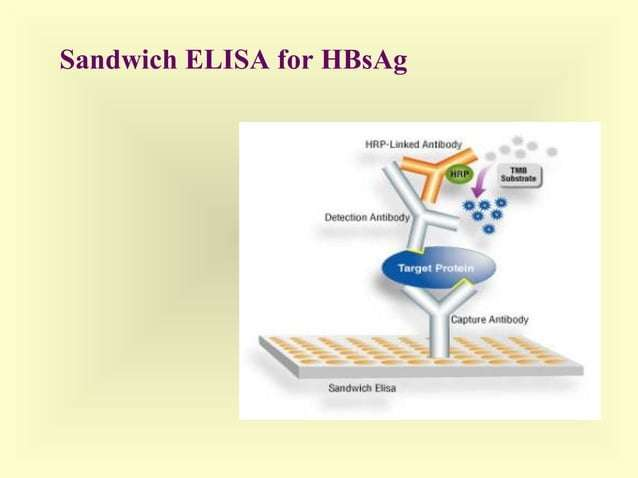 Sandwich ELISA for HBsAg
HRP-Linked Antibody
HRP
TMB
Substrate
Detection Antibody
Target Protein
Capture Antibody
Sandwich Elisa